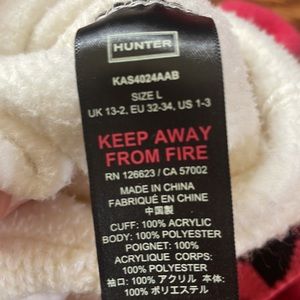 HUNTER
KAS4024AAB
SIZE L
UK 13-2, EU 32-34, US 1-3
KEEP AWAY
FROM FIRE
RN 126623 / CA 57002
MADE IN CHINA
FABRIQUÉ EN CHINE
中国製
CUFF: 100% ACRYLIC
BODY: 100% POLYESTER
POIGNET: 100%
ACRYLIQUE CORPS:
100% POLYESTER
袖口: 100% アクリル 本体:
100% ポリエステル